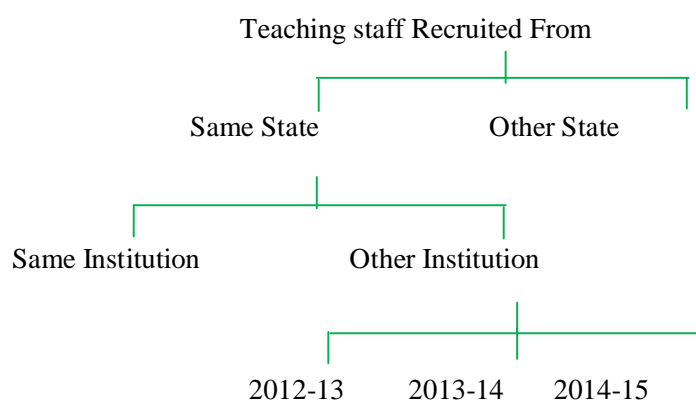 Teaching staff Recruited From
Same State Other State
Same Institution Other Institution
2012-13 2013-14 2014-15